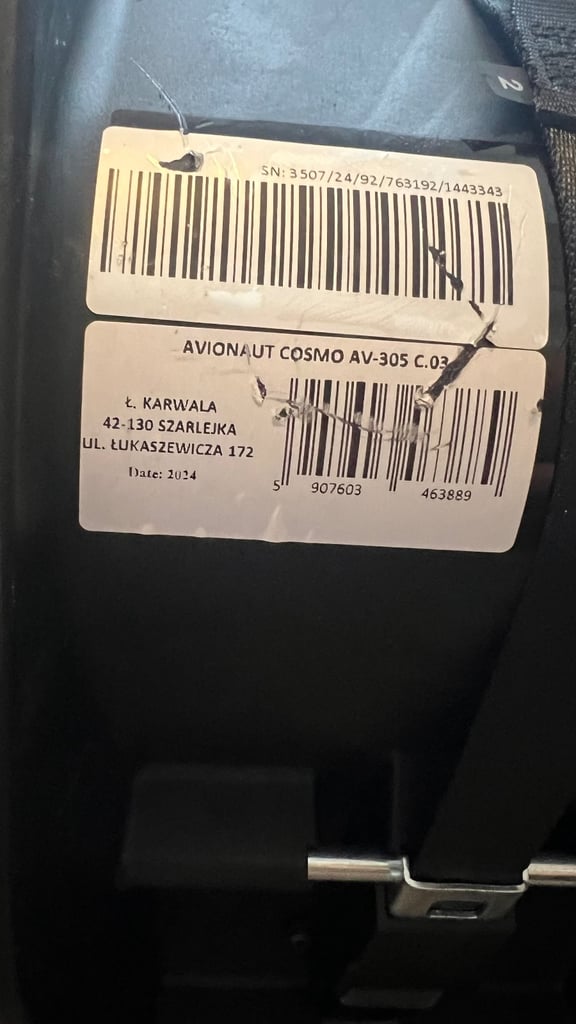 2
SN: 3507/24/92/763192/1443343
AVIONAUT COSMO AV-305 C.03
Ł. KARWALA
42-130 SZARLEJKA
UL. ŁUKASZEWICZA 172
Date: 2024
5 907603 463889